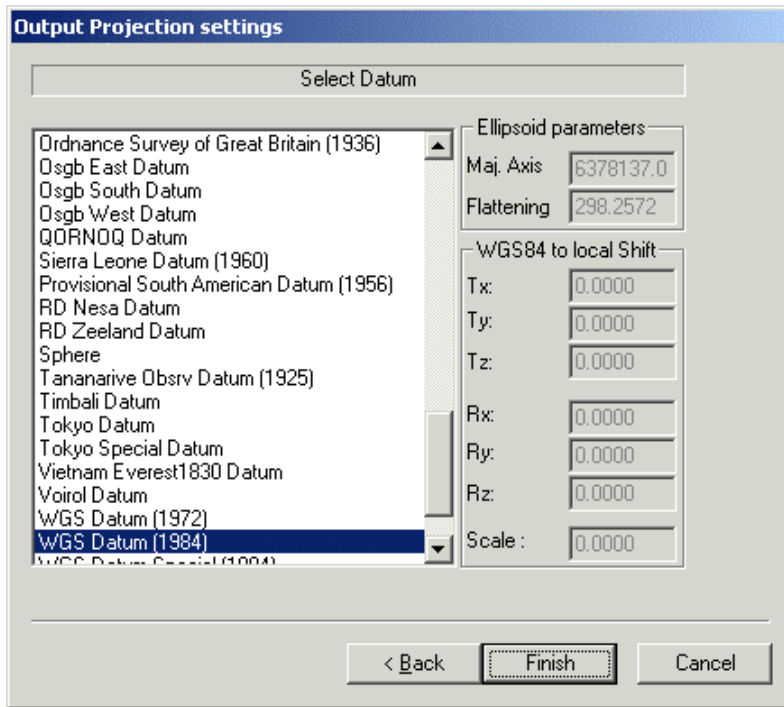 Output Projection settings
Select Datum
Ordnance Survey of Great Britain (1936)
Osgb East Datum
Osgb South Datum
Osgb West Datum
QORNOQ Datum
Sierra Leone Datum (1960)
Provisional South American Datum (1956)
RD Nesa Datum
RD Zeeland Datum
Sphere
Tananarive Obsrv Datum (1925)
Timbali Datum
Tokyo Datum
Tokyo Special Datum
Vietnam Everest1830 Datum
Voirol Datum
WGS Datum (1972)
WGS Datum (1984)
WGS Datum Special (1984)
Ellipsoid parameters
Maj. Axis 6378137.0
Flattening 298.2572
WGS84 to local Shift
Tx: 0.0000
Ty: 0.0000
Tz: 0.0000
Rx: 0.0000
Ry: 0.0000
Rz: 0.0000
Scale : 0.0000
< Back
Finish
Cancel